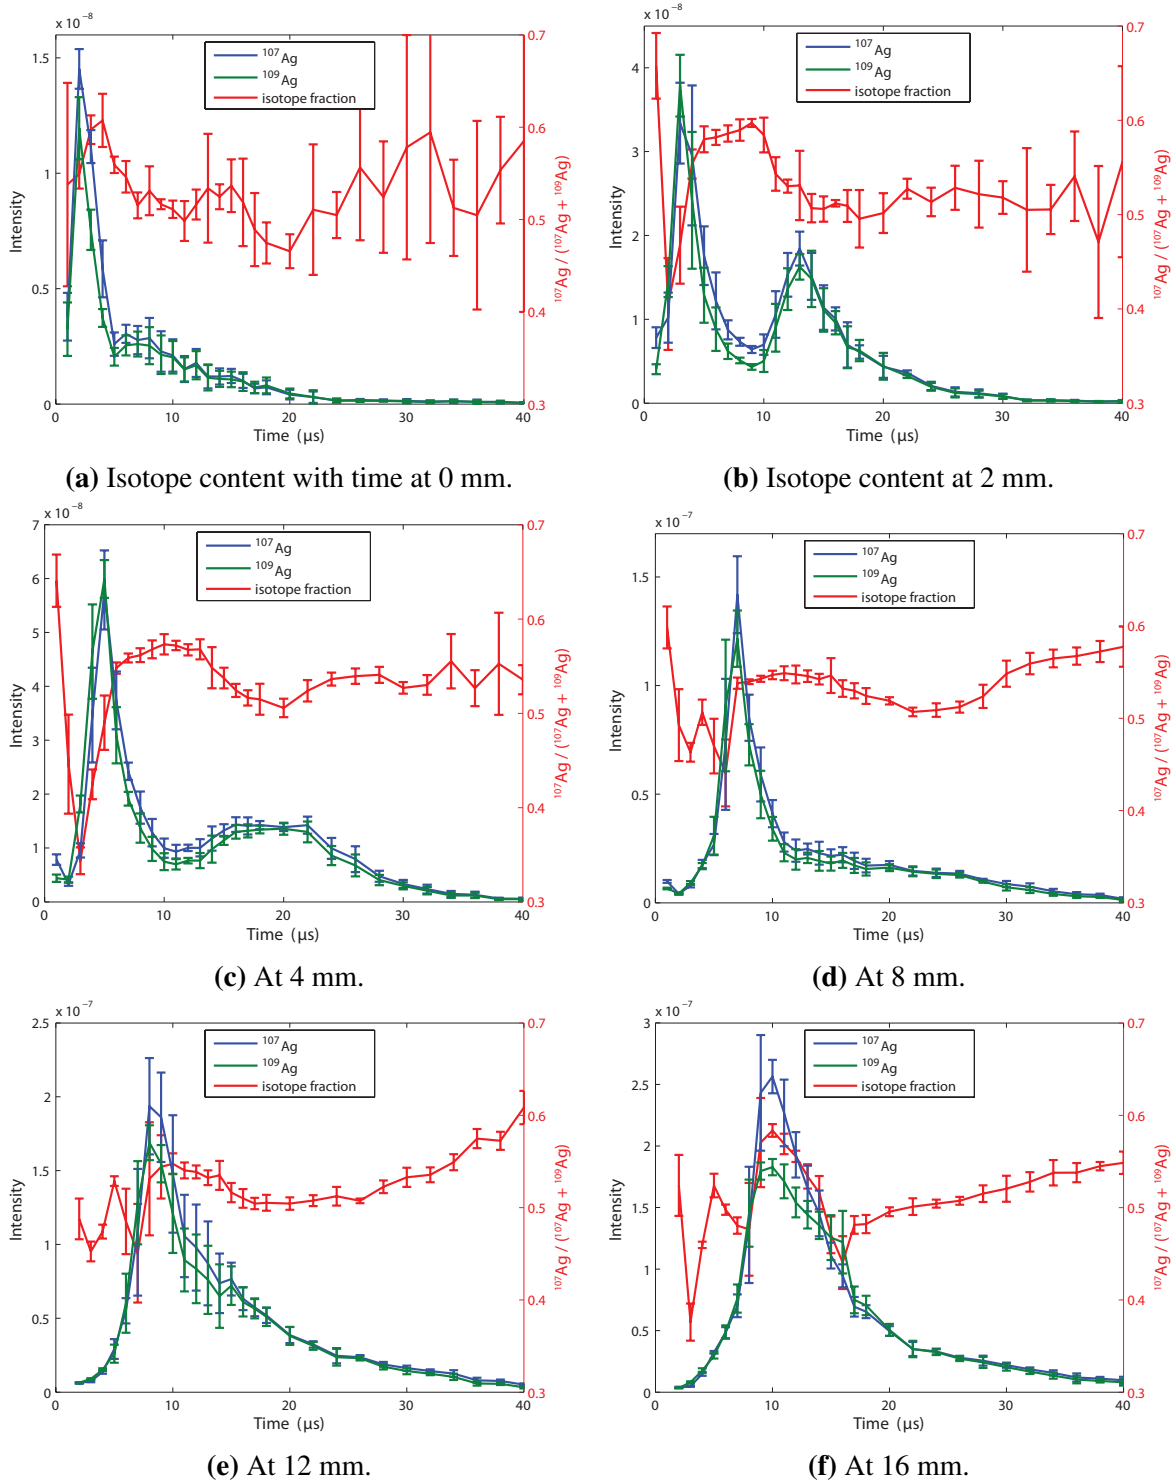 x 10⁻⁸
1.5
1
0.5
0
Intensity
¹⁰⁷Ag
¹⁰⁹Ag
isotope fraction
0.7
0.6
0.5
0.4
0.3
¹⁰⁷Ag / (¹⁰⁷Ag + ¹⁰⁹Ag)
0 10 20 30 40
Time (µs)
(a) Isotope content with time at 0 mm.
x 10⁻⁸
4
3
2
1
0
Intensity
¹⁰⁷Ag
¹⁰⁹Ag
isotope fraction
0.7
0.6
0.5
0.4
0.3
¹⁰⁷Ag / (¹⁰⁷Ag + ¹⁰⁹Ag)
0 10 20 30 40
Time (µs)
(b) Isotope content at 2 mm.
x 10⁻⁸
7
6
5
4
3
2
1
0
Intensity
¹⁰⁷Ag
¹⁰⁹Ag
isotope fraction
0.7
0.6
0.5
0.4
0.3
¹⁰⁷Ag / (¹⁰⁷Ag + ¹⁰⁹Ag)
0 10 20 30 40
Time (µs)
(c) At 4 mm.
x 10⁻⁷
1.5
1
0.5
0
Intensity
¹⁰⁷Ag
¹⁰⁹Ag
isotope fraction
0.7
0.6
0.5
0.4
0.3
¹⁰⁷Ag / (¹⁰⁷Ag + ¹⁰⁹Ag)
0 10 20 30 40
Time (µs)
(d) At 8 mm.
x 10⁻⁷
2.5
2
1.5
1
0.5
0
Intensity
¹⁰⁷Ag
¹⁰⁹Ag
isotope fraction
0.7
0.6
0.5
0.4
0.3
¹⁰⁷Ag / (¹⁰⁷Ag + ¹⁰⁹Ag)
0 10 20 30 40
Time (µs)
(e) At 12 mm.
x 10⁻⁷
3
2.5
2
1.5
1
0.5
0
Intensity
¹⁰⁷Ag
¹⁰⁹Ag
isotope fraction
0.7
0.6
0.5
0.4
0.3
¹⁰⁷Ag / (¹⁰⁷Ag + ¹⁰⁹Ag)
0 10 20 30 40
Time (µs)
(f) At 16 mm.